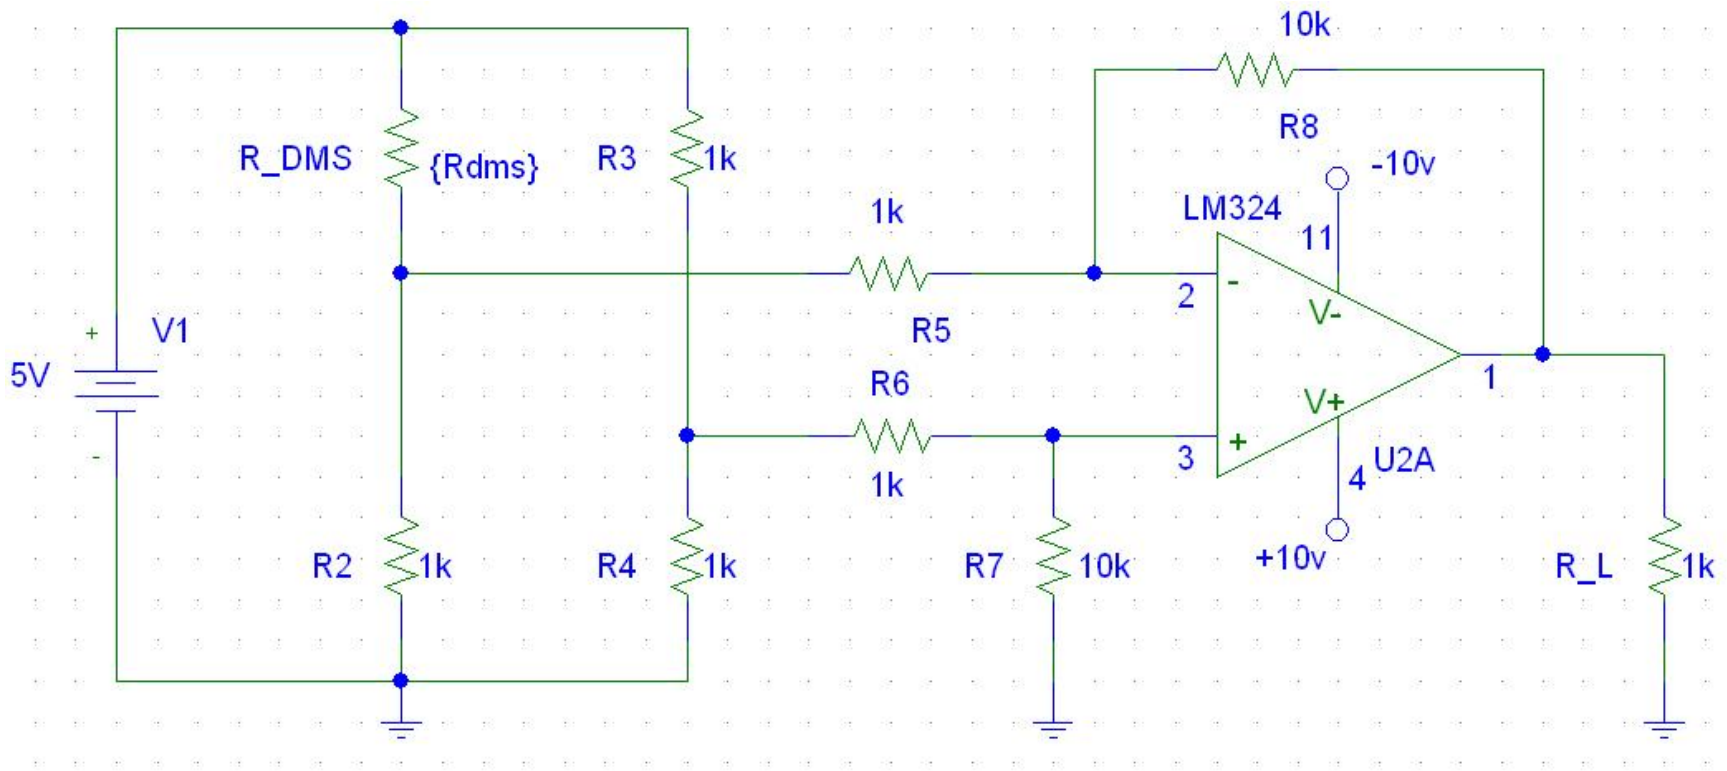 10k
R8
-10v
R_DMS
{Rdms}
R3
1k
1k
LM324
11
-
2
V-
R5
+
V1
5V
R6
1
V+
-
+
3
1k
4
U2A
+10v
R2
1k
R4
1k
R7
10k
R_L
1k